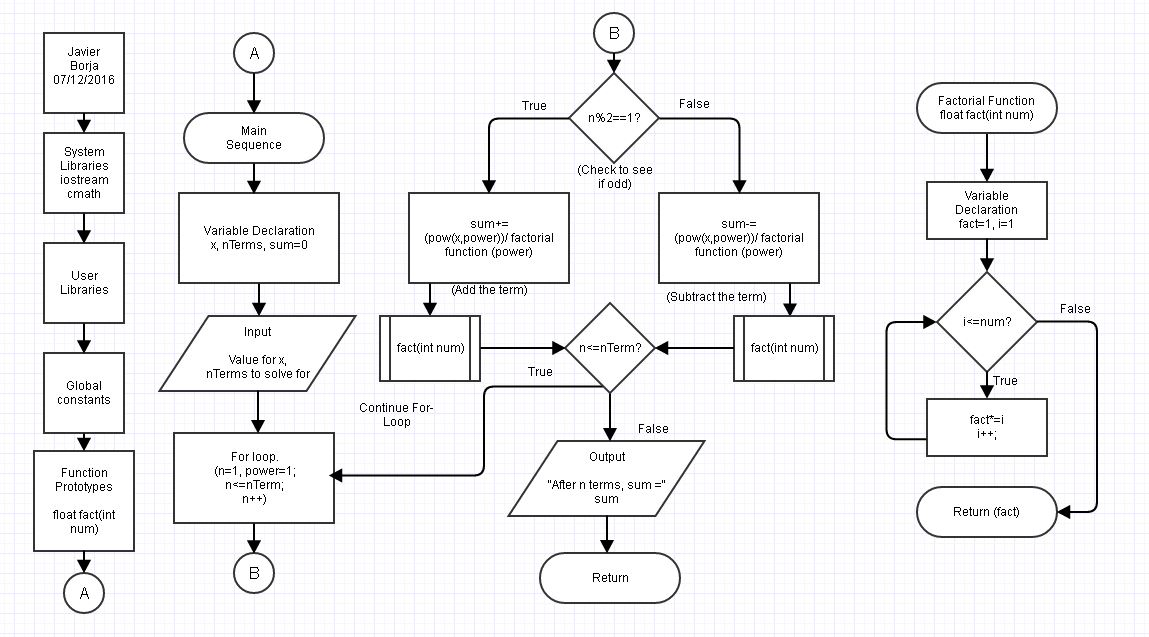 Javier
Borja
07/12/2016
System
Libraries
iostream
cmath
User
Libraries
Global
constants
Function
Prototypes
float fact(int
num)
A
A
Main
Sequence
Variable Declaration
x, nTerms, sum=0
Input
Value for x,
nTerms to solve for
For loop.
(n=1, power=1;
n<=nTerm;
n++)
B
B
n%2==1?
True
False
(Check to see
if odd)
sum+=
(pow(x,power))/ factorial
function (power)
(Add the term)
fact(int num)
sum-=
(pow(x,power))/ factorial
function (power)
(Subtract the term)
fact(int num)
n<=nTerm?
True
Continue For-
Loop
False
Output
"After n terms, sum ="
sum
Return
Factorial Function
float fact(int num)
Variable
Declaration
fact=1, i=1
i<=num?
False
True
fact*=i
i++;
Return (fact)